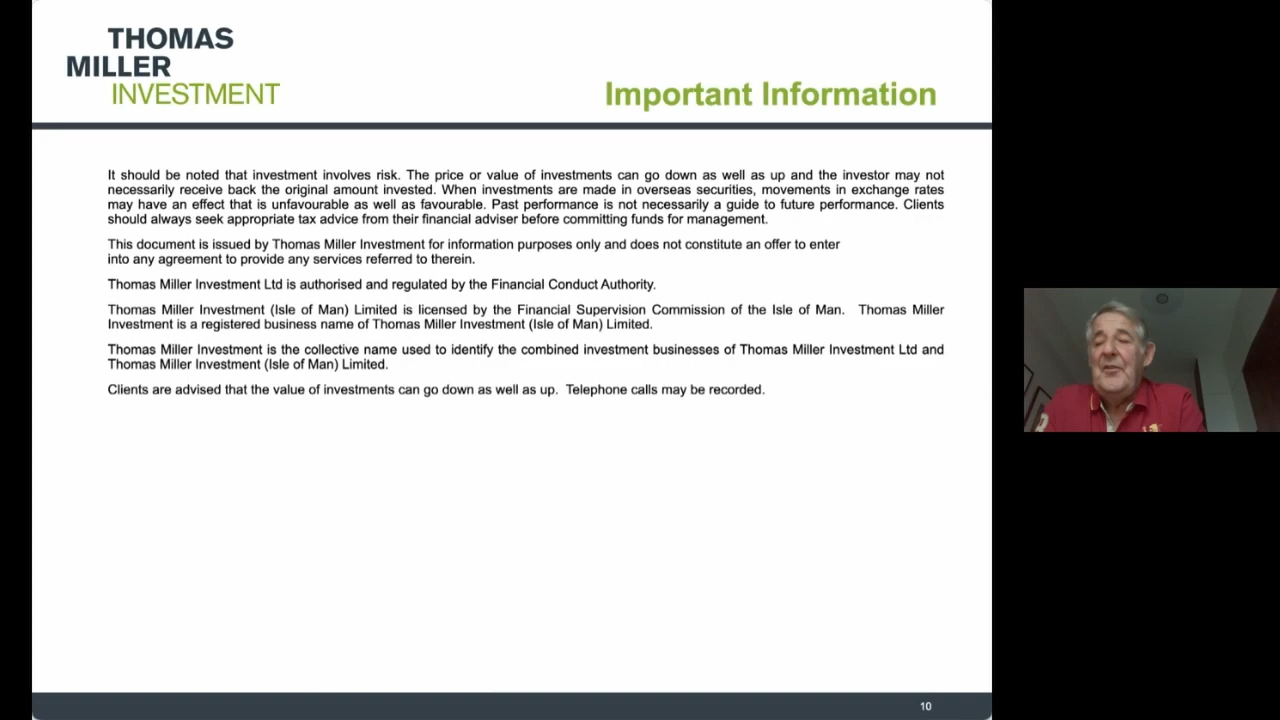 THOMAS
MILLER
INVESTMENT
Important Information
It should be noted that investment involves risk. The price or value of investments can go down as well as up and the investor may not
necessarily receive back the original amount invested. When investments are made in overseas securities, movements in exchange rates
may have an effect that is unfavourable as well as favourable. Past performance is not necessarily a guide to future performance. Clients
should always seek appropriate tax advice from their financial adviser before committing funds for management.
This document is issued by Thomas Miller Investment for information purposes only and does not constitute an offer to enter
into any agreement to provide any services referred to therein.
Thomas Miller Investment Ltd is authorised and regulated by the Financial Conduct Authority.
Thomas Miller Investment (Isle of Man) Limited is licensed by the Financial Supervision Commission of the Isle of Man. Thomas Miller
Investment is a registered business name of Thomas Miller Investment (Isle of Man) Limited.
Thomas Miller Investment is the collective name used to identify the combined investment businesses of Thomas Miller Investment Ltd and
Thomas Miller Investment (Isle of Man) Limited.
Clients are advised that the value of investments can go down as well as up. Telephone calls may be recorded.
10